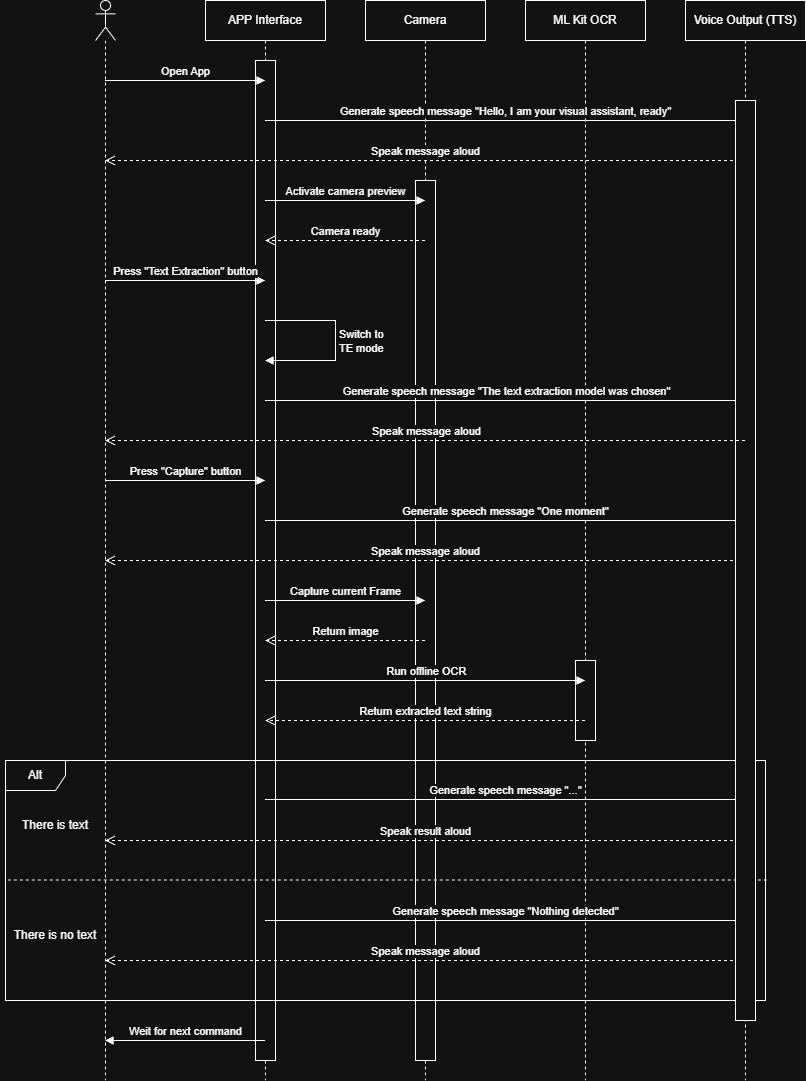 APP Interface
Camera
ML Kit OCR
Voice Output (TTS)
Open App
Generate speech message "Hello, I am your visual assistant, ready"
Speak message aloud
Activate camera preview
Camera ready
Press "Text Extraction" button
Switch to
TE mode
Generate speech message "The text extraction model was chosen"
Speak message aloud
Press "Capture" button
Generate speech message "One moment"
Speak message aloud
Capture current Frame
Return image
Run offline OCR
Return extracted text string
Alt
Generate speech message "..."
There is text
Speak result aloud
Generate speech message "Nothing detected"
There is no text
Speak message aloud
Weit for next command